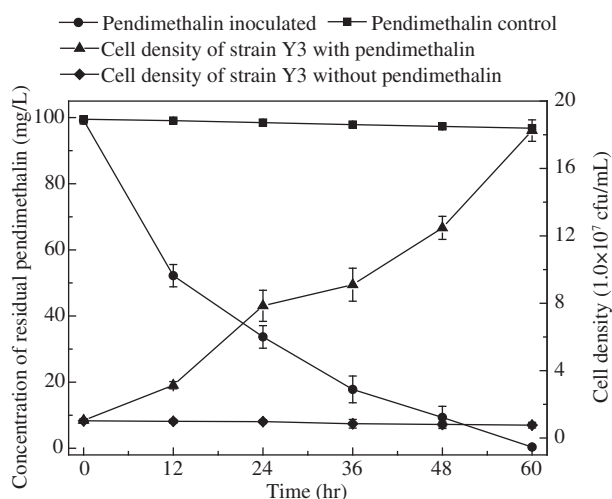 Pendimethalin inoculated Pendimethalin control
Cell density of strain Y3 with pendimethalin
Cell density of strain Y3 without pendimethalin
Concentration of residual pendimethalin (mg/L)
100
80
60
40
20
0
20
16
12
8
4
0
Cell density (1.0×10⁷ cfu/mL)
0 12 24 36 48 60
Time (hr)